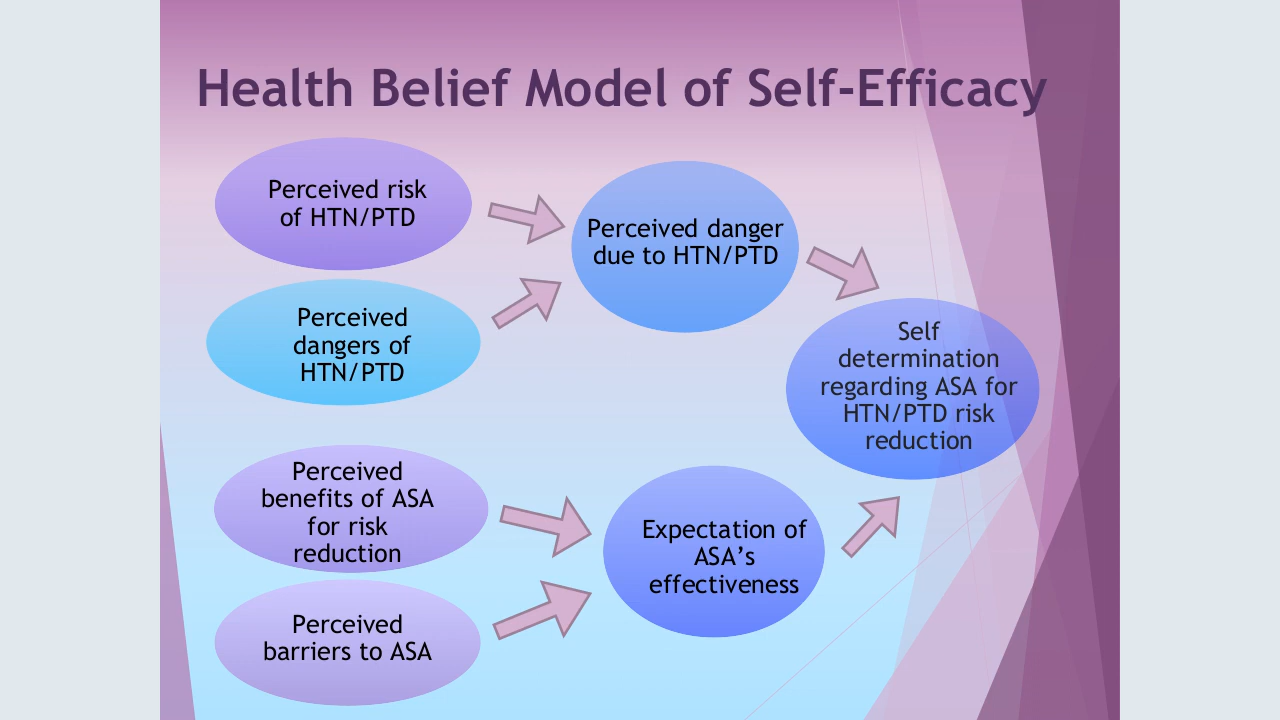 Health Belief Model of Self-Efficacy
Perceived risk
of HTN/PTD
Perceived
dangers of
HTN/PTD
Perceived danger
due to HTN/PTD
Self
determination
regarding ASA for
HTN/PTD risk
reduction
Perceived
benefits of ASA
for risk
reduction
Perceived
barriers to ASA
Expectation of
ASA’s
effectiveness